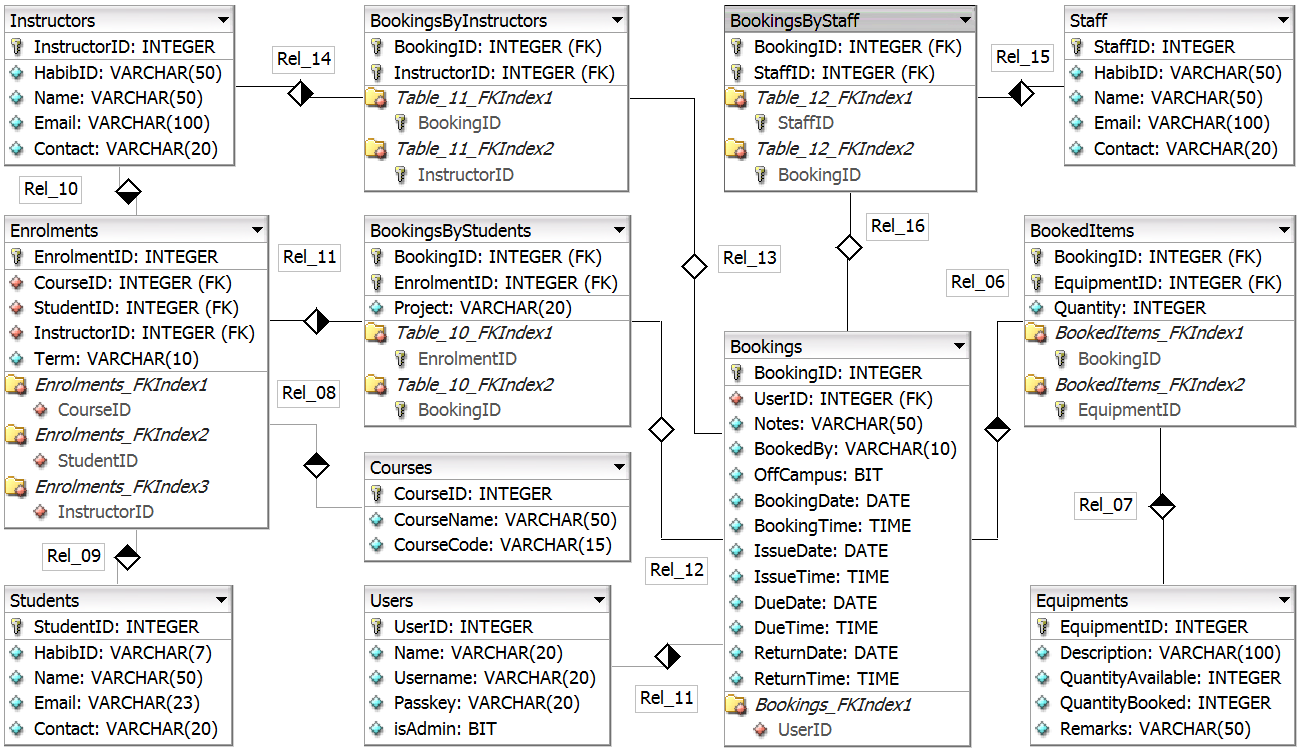 Instructors
InstructorID: INTEGER
HabibID: VARCHAR(50)
Name: VARCHAR(50)
Email: VARCHAR(100)
Contact: VARCHAR(20)
Rel_14
BookingsByInstructors
BookingID: INTEGER (FK)
InstructorID: INTEGER (FK)
Table_11_FKIndex1
BookingID
Table_11_FKIndex2
InstructorID
BookingsByStaff
BookingID: INTEGER (FK)
StaffID: INTEGER (FK)
Table_12_FKIndex1
StaffID
Table_12_FKIndex2
BookingID
Rel_15
Staff
StaffID: INTEGER
HabibID: VARCHAR(50)
Name: VARCHAR(50)
Email: VARCHAR(100)
Contact: VARCHAR(20)
Rel_10
Enrolments
EnrolmentID: INTEGER
CourseID: INTEGER (FK)
StudentID: INTEGER (FK)
InstructorID: INTEGER (FK)
Term: VARCHAR(10)
Enrolments_FKIndex1
CourseID
Enrolments_FKIndex2
StudentID
Enrolments_FKIndex3
InstructorID
Rel_11
Rel_08
BookingsByStudents
BookingID: INTEGER (FK)
EnrolmentID: INTEGER (FK)
Project: VARCHAR(20)
Table_10_FKIndex1
EnrolmentID
Table_10_FKIndex2
BookingID
Rel_13
Rel_16
Rel_06
BookedItems
BookingID: INTEGER (FK)
EquipmentID: INTEGER (FK)
Quantity: INTEGER
BookedItems_FKIndex1
BookingID
BookedItems_FKIndex2
EquipmentID
Bookings
BookingID: INTEGER
UserID: INTEGER (FK)
Notes: VARCHAR(50)
BookedBy: VARCHAR(10)
OffCampus: BIT
BookingDate: DATE
BookingTime: TIME
IssueDate: DATE
IssueTime: TIME
DueDate: DATE
DueTime: TIME
ReturnDate: DATE
ReturnTime: TIME
Bookings_FKIndex1
UserID
Courses
CourseID: INTEGER
CourseName: VARCHAR(50)
CourseCode: VARCHAR(15)
Rel_07
Rel_09
Rel_12
Students
StudentID: INTEGER
HabibID: VARCHAR(7)
Name: VARCHAR(50)
Email: VARCHAR(23)
Contact: VARCHAR(20)
Users
UserID: INTEGER
Name: VARCHAR(20)
Username: VARCHAR(20)
Passkey: VARCHAR(20)
isAdmin: BIT
Rel_11
Equipments
EquipmentID: INTEGER
Description: VARCHAR(100)
QuantityAvailable: INTEGER
QuantityBooked: INTEGER
Remarks: VARCHAR(50)